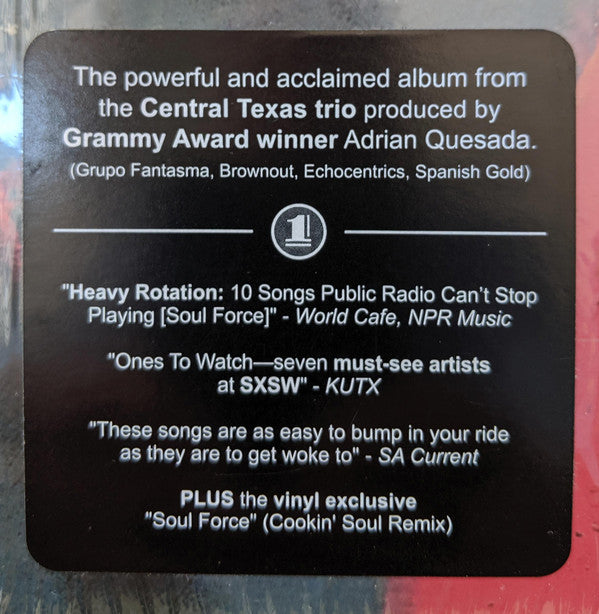 The powerful and acclaimed album from
the Central Texas trio produced by
Grammy Award winner Adrian Quesada.
(Grupo Fantasma, Brownout, Echocentrics, Spanish Gold)
1
"Heavy Rotation: 10 Songs Public Radio Can't Stop
Playing [Soul Force]" - World Cafe, NPR Music
"Ones To Watch—seven must-see artists
at SXSW" - KUTX
"These songs are as easy to bump in your ride
as they are to get woke to" - SA Current
PLUS the vinyl exclusive
"Soul Force" (Cookin' Soul Remix)